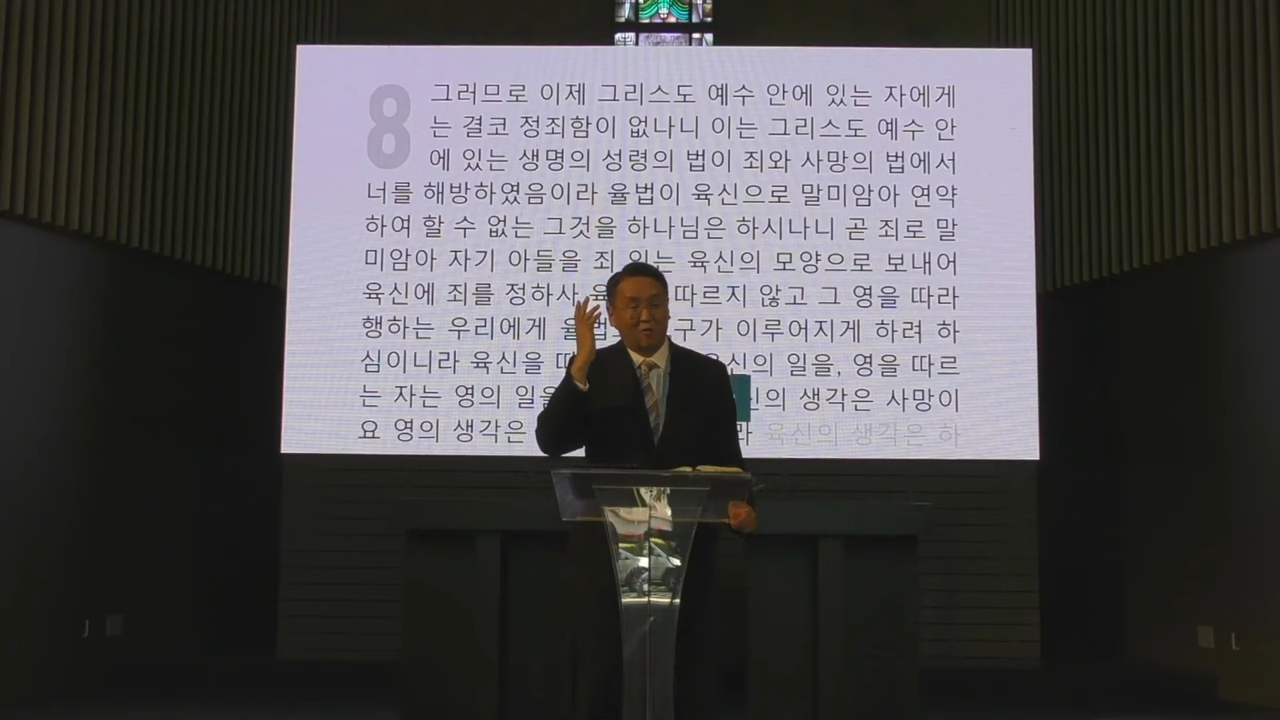 8 그러므로 이제 그리스도 예수 안에 있는 자에게
는 결코 정죄함이 없나니 이는 그리스도 예수 안
에 있는 생명의 성령의 법이 죄와 사망의 법에서
너를 해방하였음이라 율법이 육신으로 말미암아 연약
하여 할 수 없는 그것을 하나님은 하시나니 곧 죄로 말
미암아 자기 아들을 죄 있는 육신의 모양으로 보내어
육신에 죄를 정하사 따르지 않고 그 영을 따라
행하는 우리에게 이루어지게 하려 하
심이니라 육신을 일을, 영을 따르
는 자는 영의 생각은 사망이
요 영의 생각은 라 육신의 생각은 하